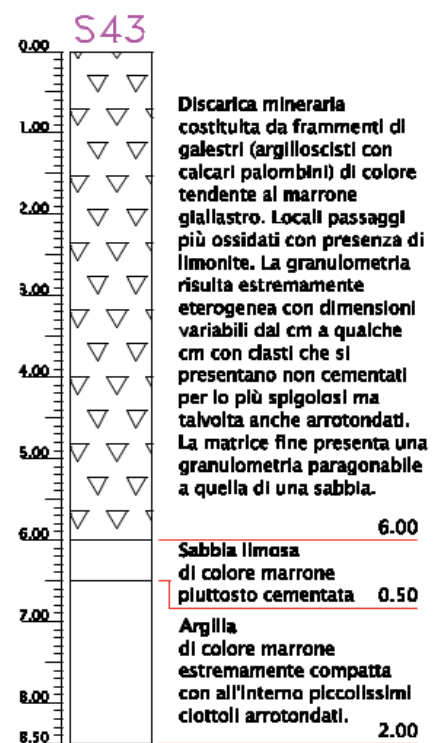 S43
0.00
1.00
2.00
3.00
4.00
5.00
6.00
7.00
8.00
8.50
Discarica mineraria
costituita da frammenti di
galestri (argilloscisti con
calcari palombini) di colore
tendente al marrone
giallastro. Locali passaggi
più ossidati con presenza di
limonite. La granulometria
risulta estremamente
eterogenea con dimensioni
variabili dal cm a qualche
cm con clasti che si
presentano non cementati
per lo più spigolosi ma
talvolta anche arrotondati.
La matrice fine presenta una
granulometria paragonabile
a quella di una sabbia.
6.00
Sabbia limosa
di colore marrone
piuttosto cementata 0.50
Argilla
di colore marrone
estremamente compatta
con all'interno piccolissimi
ciottoli arrotondati.
2.00